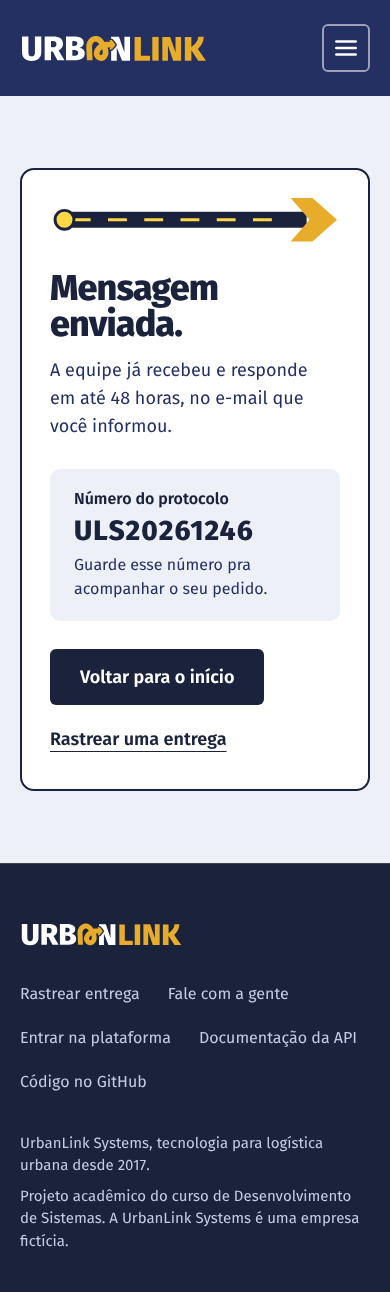 URBANLINK
Mensagem
enviada.
A equipe já recebeu e responde
em até 48 horas, no e-mail que
você informou.
Número do protocolo
ULS20261246
Guarde esse número pra
acompanhar o seu pedido.
Voltar para o início
Rastrear uma entrega
URBANLINK
Rastrear entrega Fale com a gente
Entrar na plataforma Documentação da API
Código no GitHub
UrbanLink Systems, tecnologia para logística
urbana desde 2017.
Projeto acadêmico do curso de Desenvolvimento
de Sistemas. A UrbanLink Systems é uma empresa
fictícia.